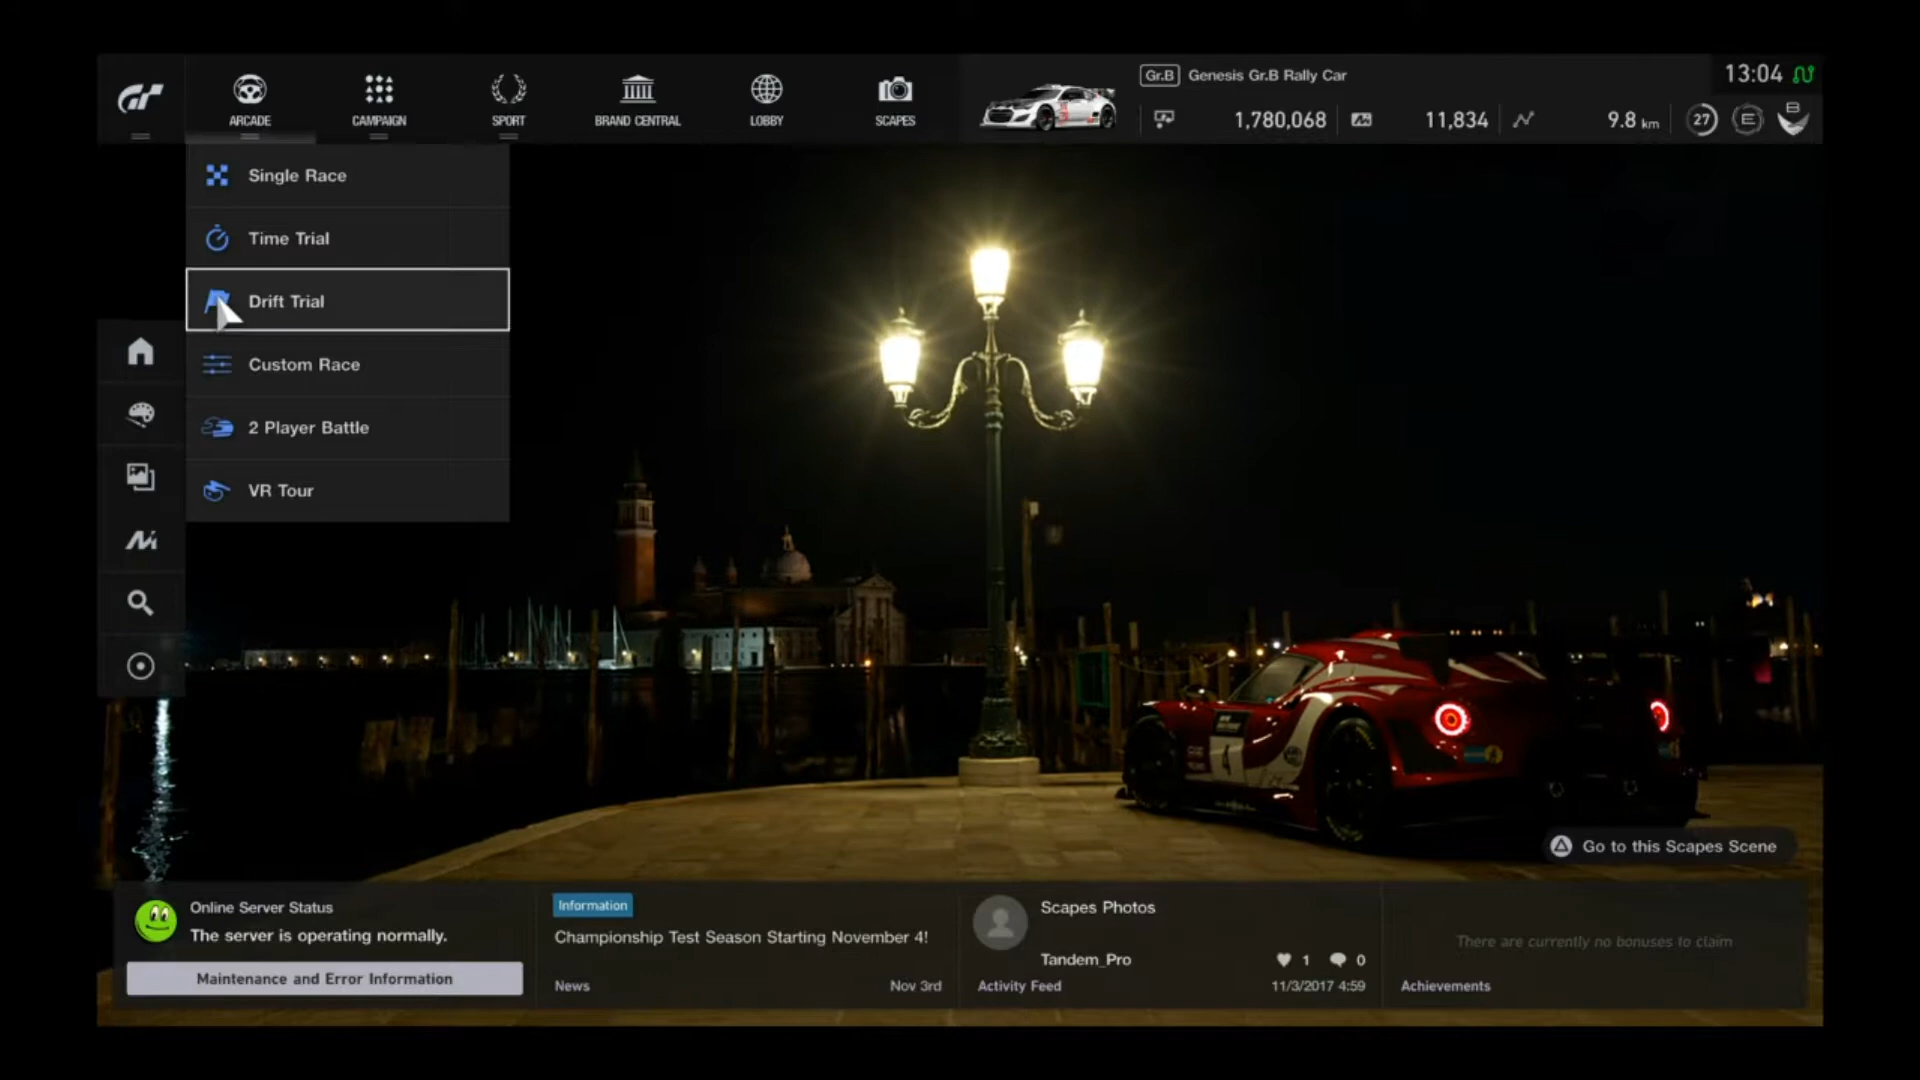 ARCADE
CAMPAIGN
SPORT
BRAND CENTRAL
LOBBY
SCAPES
Gr.B Genesis Gr.B Rally Car
1,780,068
11,834
9.8 km
13:04
27
E
B
Single Race
Time Trial
Drift Trial
Custom Race
2 Player Battle
VR Tour
4
Go to this Scapes Scene
Online Server Status
The server is operating normally.
Maintenance and Error Information
Information
Championship Test Season Starting November 4!
News Nov 3rd
Scapes Photos
Tandem_Pro 1 0
Activity Feed 11/3/2017 4:59
There are currently no bonuses to claim
Achievements